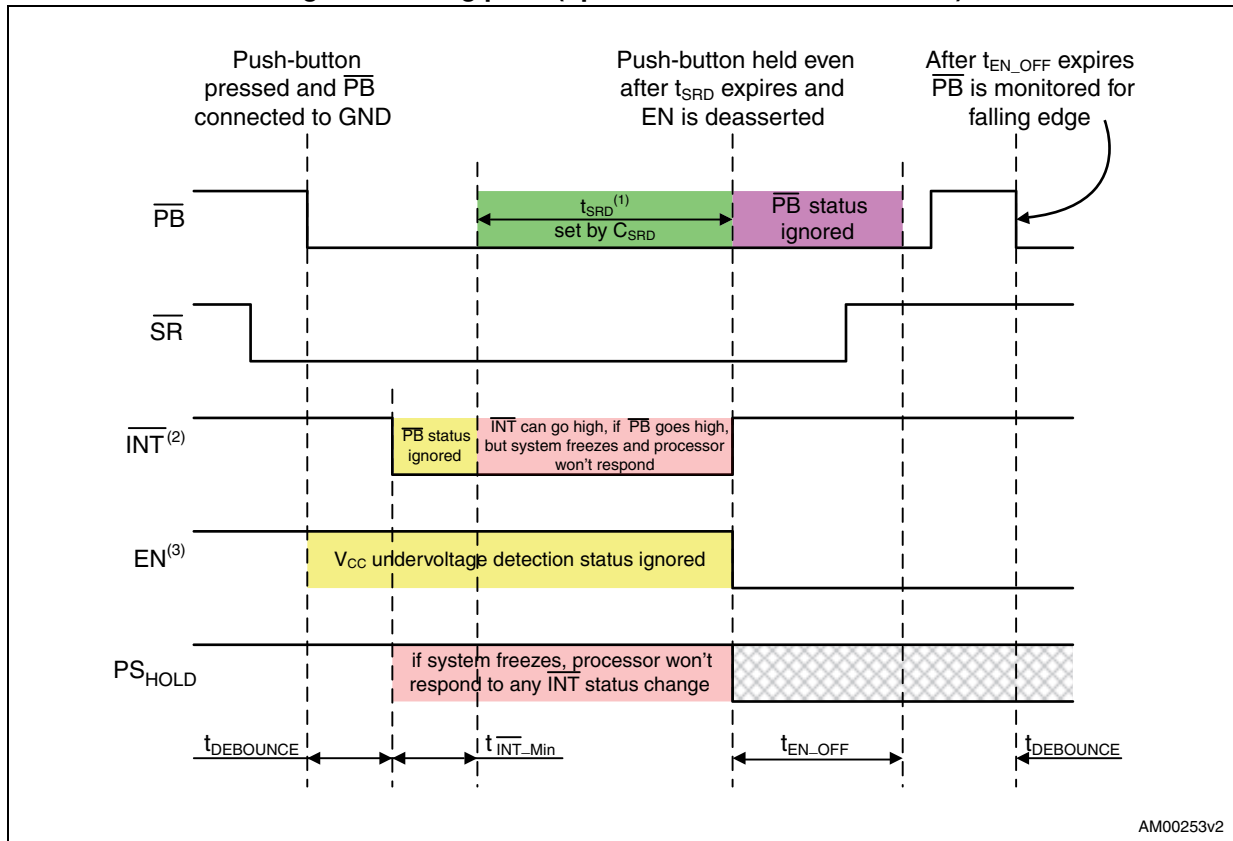 Push-button
pressed and PB
connected to GND
Push-button held even
after tSRD expires and
EN is deasserted
After tEN_OFF expires
PB is monitored for
falling edge
PB
tSRD(1)
set by CSRD
PB status
ignored
SR
INT(2)
PB status
ignored
INT can go high, if PB goes high,
but system freezes and processor
won't respond
EN(3)
VCC undervoltage detection status ignored
PSHOLD
if system freezes, processor won't
respond to any INT status change
tDEBOUNCE
tINT_Min
tEN_OFF
tDEBOUNCE
AM00253v2